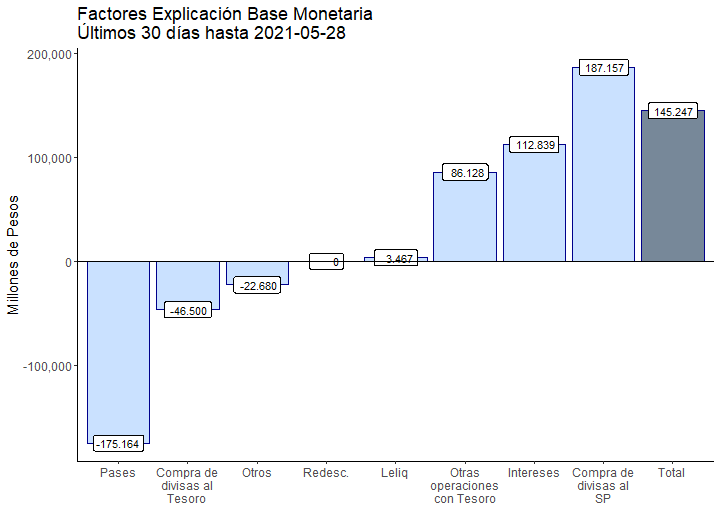 Factores Explicación Base Monetaria
Últimos 30 días hasta 2021-05-28
Millones de Pesos
200,000
100,000
0
-100,000
-175.164
-46.500
-22.680
0
3.467
86.128
112.839
187.157
145.247
Pases
Compra de
divisas al
Tesoro
Otros
Redesc.
Leliq
Otras
operaciones
con Tesoro
Intereses
Compra de
divisas al
SP
Total